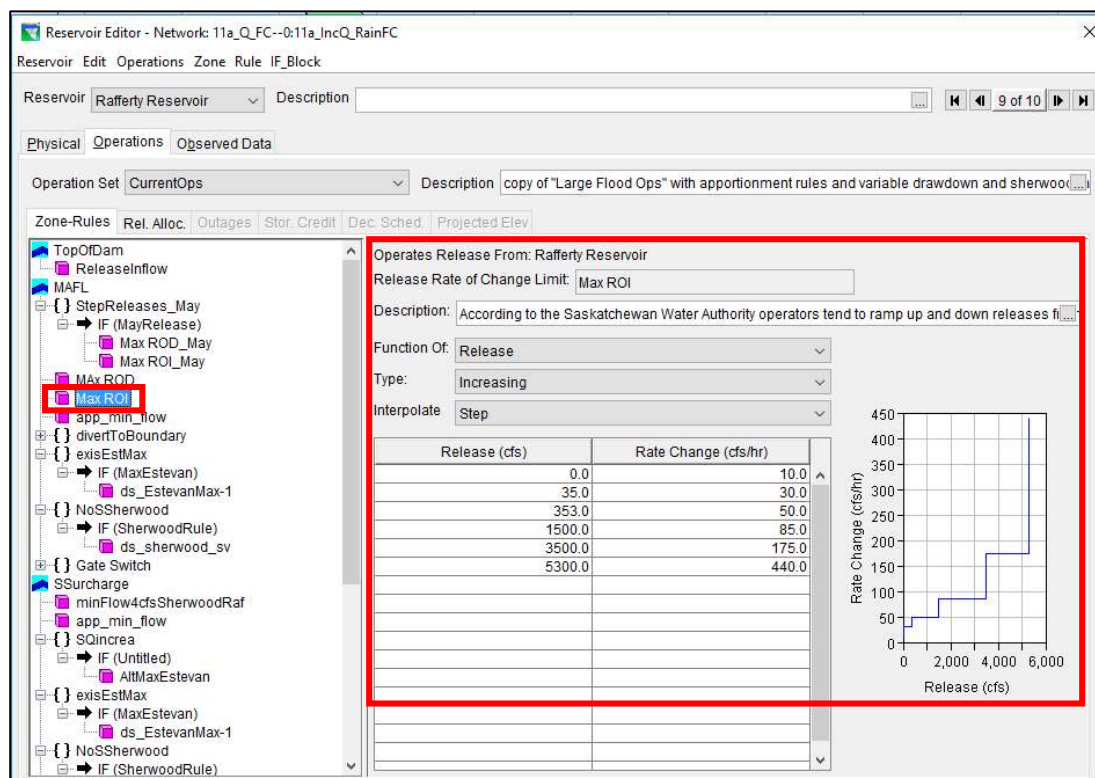 Reservoir Editor - Network: 11a_Q_FC--0:11a_IncQ_RainFC
Reservoir Edit Operations Zone Rule IF_Block
Reservoir Rafferty Reservoir Description ... 9 of 10
Physical Operations Observed Data
Operation Set CurrentOps Description copy of "Large Flood Ops" with apportionment rules and variable drawdown and sherwood ...
Zone-Rules Rel. Alloc. Outages Stor. Credit Dec. Sched. Projected Elev
TopOfDam
ReleaseInflow
MAFL
{ } StepReleases_May
IF (MayRelease)
Max ROD_May
Max ROI_May
MAx ROD
Max ROI
app_min_flow
{ } divertToBoundary
{ } exisEstMax
IF (MaxEstevan)
ds_EstevanMax-1
{ } NoSSherwood
IF (SherwoodRule)
ds_sherwood_sv
{ } Gate Switch
SSurcharge
minFlow4cfsSherwoodRaf
app_min_flow
{ } SQincrea
IF (Untitled)
AltMaxEstevan
{ } exisEstMax
IF (MaxEstevan)
ds_EstevanMax-1
{ } NoSSherwood
IF (SherwoodRule)
Operates Release From: Rafferty Reservoir
Release Rate of Change Limit: Max ROI
Description: According to the Saskatchewan Water Authority operators tend to ramp up and down releases ...
Function Of: Release
Type: Increasing
Interpolate Step
Release (cfs) Rate Change (cfs/hr)
0.0 10.0
35.0 30.0
353.0 50.0
1500.0 85.0
3500.0 175.0
5300.0 440.0
Rate Change (cfs/hr)
450
400
350
300
250
200
150
100
50
0
0 2,000 4,000 6,000
Release (cfs)